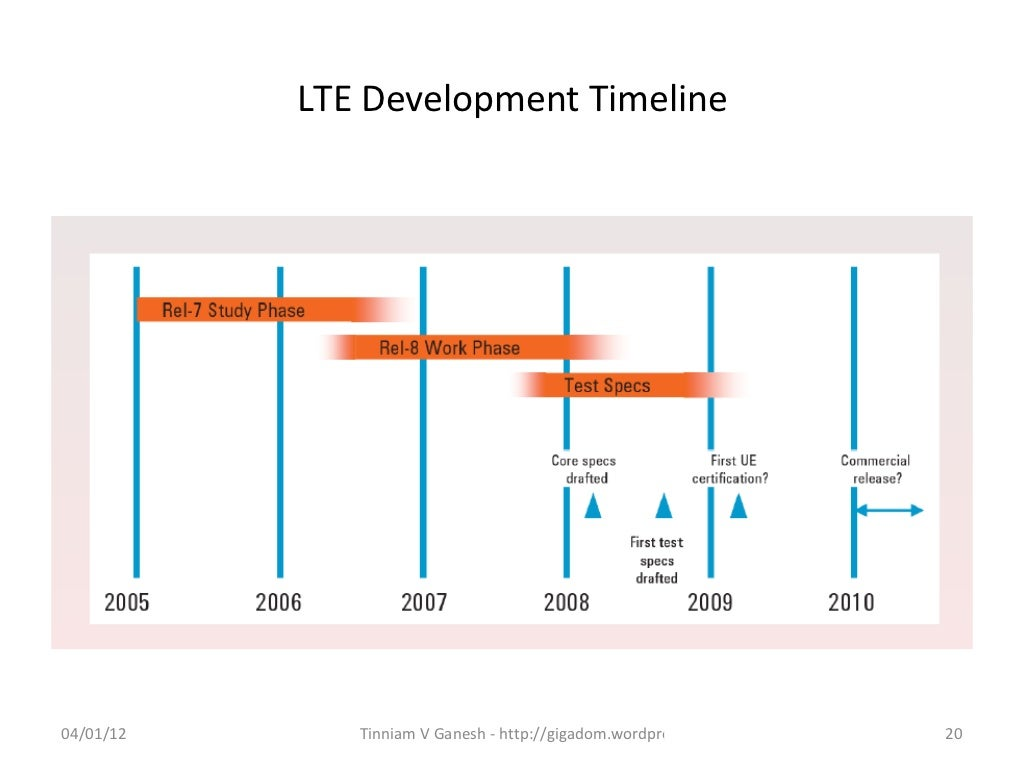 LTE Development Timeline
Rel-7 Study Phase
Rel-8 Work Phase
Test Specs
Core specs
drafted
First UE
certification?
Commercial
release?
First test
specs
drafted
2005 2006 2007 2008 2009 2010
04/01/12 Tinniam V Ganesh - http://gigadom.wordpr 20